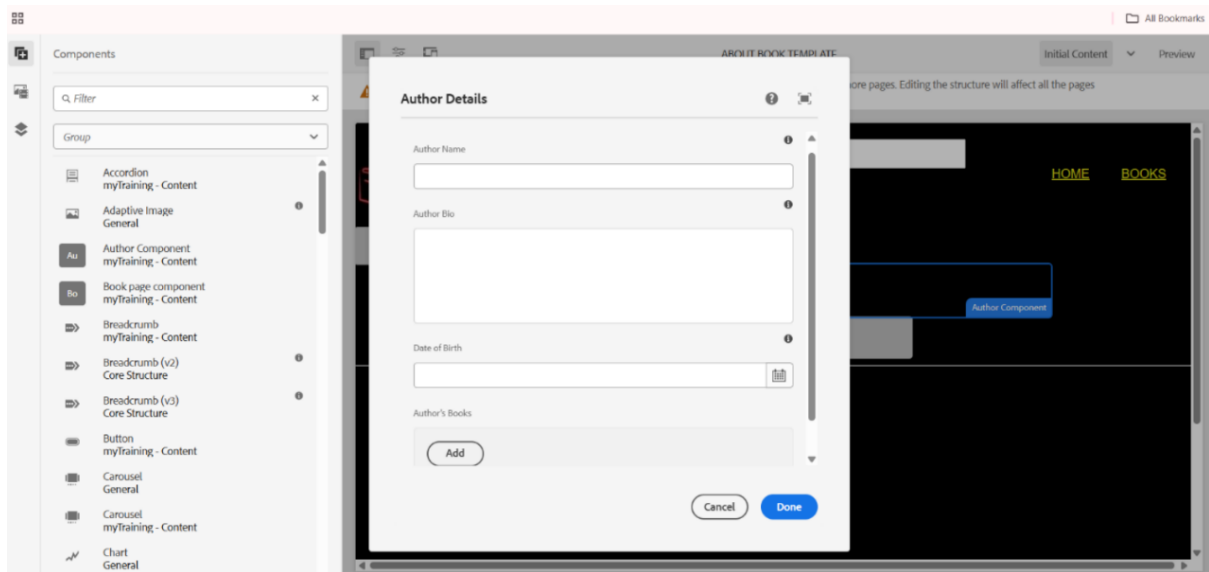 All Bookmarks
Components
ABOUT BOOK TEMPLATE
Initial Content
Preview
Filter
Group
ore pages. Editing the structure will affect all the pages
Accordion
myTraining - Content
Adaptive Image
General
Au
Author Component
myTraining - Content
Bo
Book page component
myTraining - Content
Breadcrumb
myTraining - Content
Breadcrumb (v2)
Core Structure
Breadcrumb (v3)
Core Structure
Button
myTraining - Content
Carousel
General
Carousel
myTraining - Content
Chart
General
Author Details
Author Name
Author Bio
Date of Birth
Author's Books
Add
Cancel
Done
HOME
BOOKS
Author Component